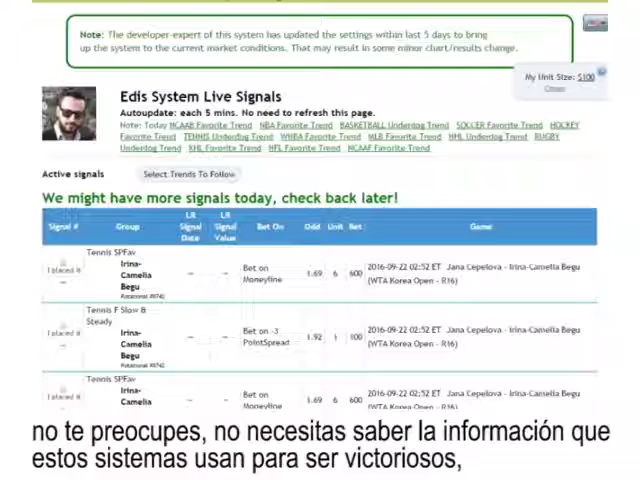 Note: The developer-expert of this system has updated the settings within last 5 days to bring
up the system to the current market conditions. That may result in some minor chart/results change.
My Unit Size: $100
Edis System Live Signals
Autoupdate: each 5 mins. No need to refresh this page.
Note: Today NCAAB Favorite Trend NBA Favorite Trend BASKETBALL Underdog Trend SOCCER Favorite Trend HOCKEY
Favorite Trend TENNIS Underdog Trend WNBA Favorite Trend MLB Favorite Trend NHL Underdog Trend RUGBY
Underdog Trend KHL Favorite Trend NFL Favorite Trend NCAAF Favorite Trend
Active signals Select Trends To Follow
We might have more signals today, check back later!
Signal # Group LR Signal Date LR Signal Value Bet On Odd Unit Bet Game
Tennis SPFav
I placed it -- Irina-Camelia Begu -- -- Bet on Moneyline 1.69 6 600 2016-09-22 02:52 ET Jana Cepelova - Irina-Camelia Begu
(WTA Korea Open - R16)
Rotational #8742
Tennis F Slow &
Steady
I placed it -- Irina-Camelia Begu -- -- Bet on -3 PointSpread 1.92 1 100 2016-09-22 02:52 ET Jana Cepelova - Irina-Camelia Begu
(WTA Korea Open - R16)
Rotational #8742
Tennis SPFav
I placed it -- Irina-Camelia -- -- Bet on Moneyline 1.69 6 600 2016-09-22 02:52 ET Jana Cepelova - Irina-Camelia Begu
(WTA Korea Open - R16)
no te preocupes, no necesitas saber la información que
estos sistemas usan para ser victoriosos,